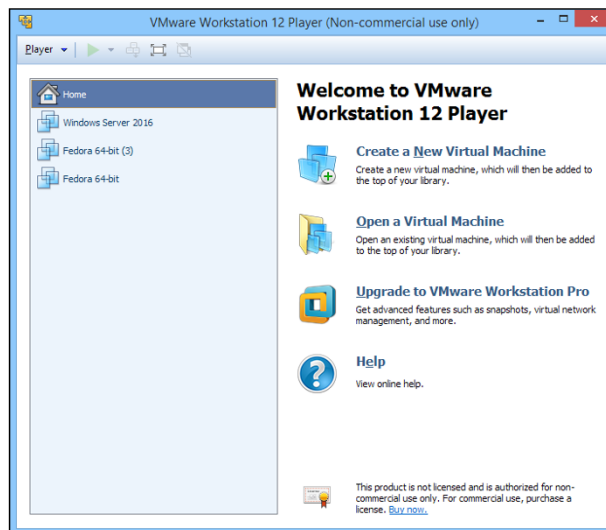 VMware Workstation 12 Player (Non-commercial use only)
Player
Home
Windows Server 2016
Fedora 64-bit (3)
Fedora 64-bit
Welcome to VMware
Workstation 12 Player
Create a New Virtual Machine
Create a new virtual machine, which will then be added to
the top of your library.
Open a Virtual Machine
Open an existing virtual machine, which will then be added
to the top of your library.
Upgrade to VMware Workstation Pro
Get advanced features such as snapshots, virtual network
management, and more.
Help
View online help.
This product is not licensed and is authorized for non-
commercial use only. For commercial use, purchase a
license. Buy now.